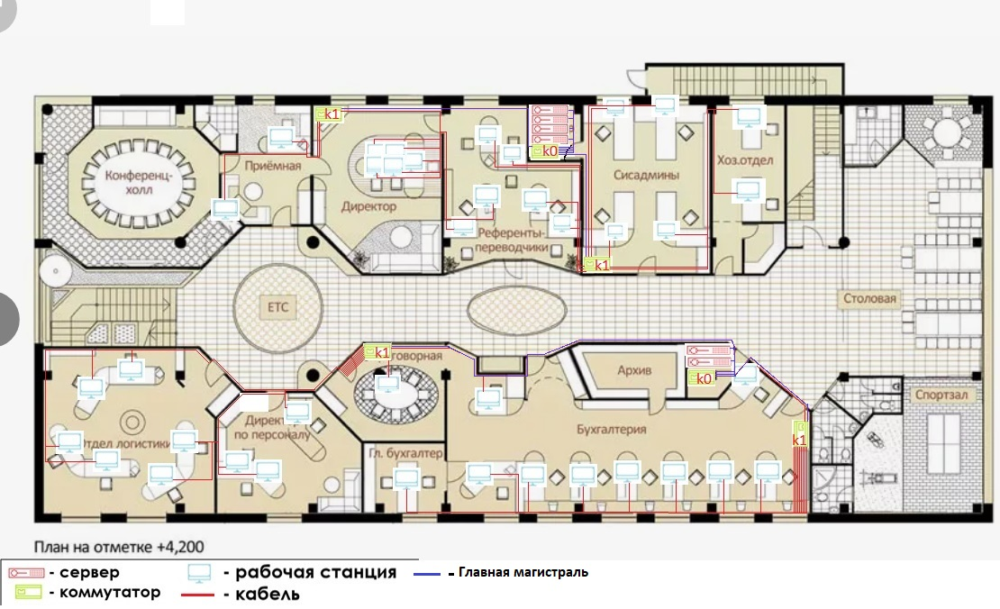 k1
k0
Конференц-
холл
Приёмная
Директор
Референты-
переводчики
k1
Сисадмины
Хоз.отдел
ЕТС
Столовая
k1
говорная
Архив
k0
Спортзал
Отдел логистики
Дирек
по персоналу
Гл. бухгалтер
Бухгалтерия
k1
План на отметке +4,200
- сервер
- рабочая станция
- Главная магистраль
- коммутатор
- кабель